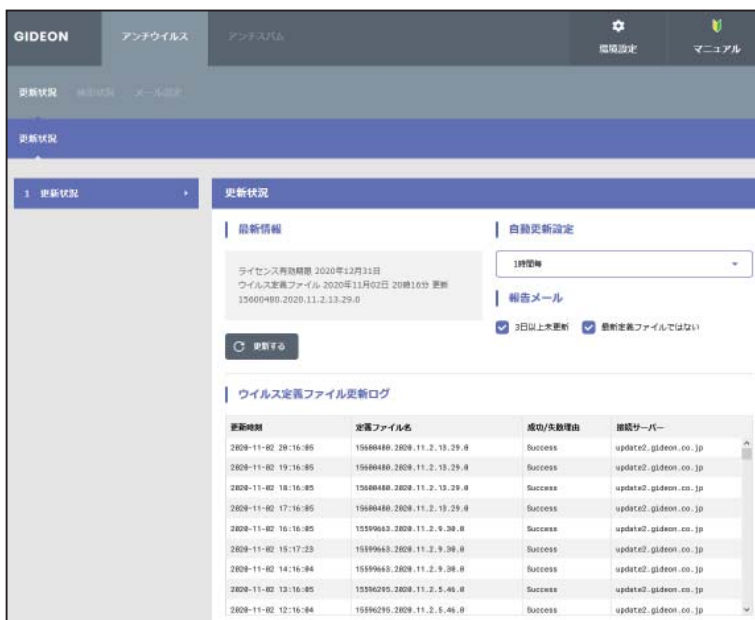 GIDEON アンチウイルス アンチスパム 環境設定 マニュアル
更新状況 検出状況 メール設定
更新状況
1 更新状況
更新状況
最新情報
ライセンス有効期限 2020年12月31日
ウイルス定義ファイル 2020年11月02日 20時16分 更新
15600480.2020.11.2.13.29.0
更新する
自動更新設定
1時間毎
報告メール
3日以上未更新 最新定義ファイルではない
ウイルス定義ファイル更新ログ
更新時刻 定義ファイル名 成功/失敗理由 接続サーバー
2020-11-02 20:16:05 15600480.2020.11.2.13.29.0 Success update2.gideon.co.jp
2020-11-02 19:16:05 15600480.2020.11.2.13.29.0 Success update2.gideon.co.jp
2020-11-02 18:16:05 15600480.2020.11.2.13.29.0 Success update2.gideon.co.jp
2020-11-02 17:16:05 15600480.2020.11.2.13.29.0 Success update2.gideon.co.jp
2020-11-02 16:16:05 15599663.2020.11.2.9.30.0 Success update2.gideon.co.jp
2020-11-02 15:17:23 15599663.2020.11.2.9.30.0 Success update2.gideon.co.jp
2020-11-02 14:16:04 15599663.2020.11.2.9.30.0 Success update2.gideon.co.jp
2020-11-02 13:16:05 15596295.2020.11.2.5.46.0 Success update2.gideon.co.jp
2020-11-02 12:16:04 15596295.2020.11.2.5.46.0 Success update2.gideon.co.jp